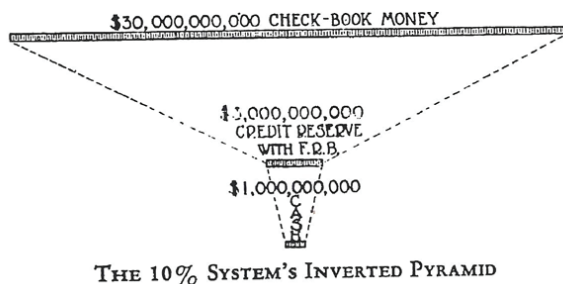 $30,000,000,000 CHECK-BOOK MONEY
$3,000,000,000
CREDIT RESERVE
WITH F.R.B.
$1,000,000,000
CASH
THE 10% SYSTEM'S INVERTED PYRAMID